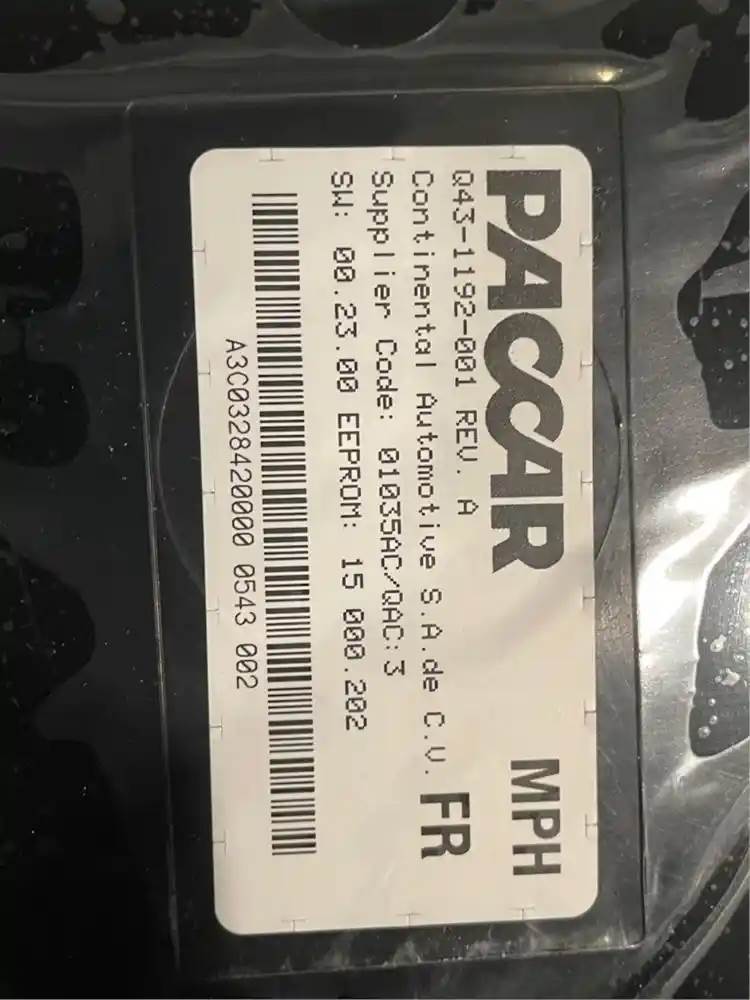 PACCAR MPH
Q43-1192-001 REV. A
Continental Automotive S.A.de C.V. FR
Supplier Code: 01035AC/QAC:3
SW: 00.23.00 EEPROM: 15 000.202
A3C0328420000 0543 002